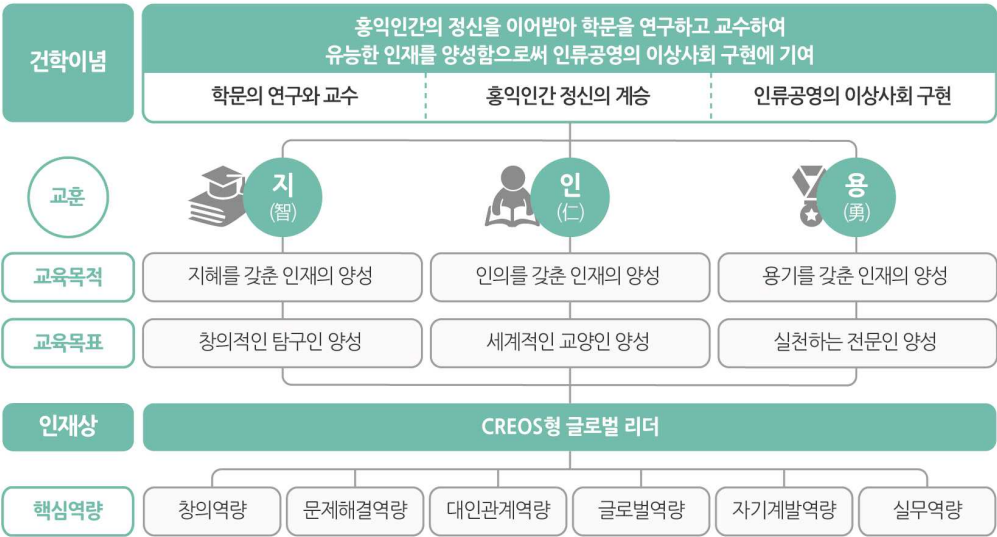 건학이념
홍익인간의 정신을 이어받아 학문을 연구하고 교수하여
유능한 인재를 양성함으로써 인류공영의 이상사회 구현에 기여
학문의 연구와 교수
홍익인간 정신의 계승
인류공영의 이상사회 구현
교훈
지
(智)
인
(仁)
용
(勇)
교육목적
지혜를 갖춘 인재의 양성
인의를 갖춘 인재의 양성
용기를 갖춘 인재의 양성
교육목표
창의적인 탐구인 양성
세계적인 교양인 양성
실천하는 전문인 양성
인재상
CREOS형 글로벌 리더
핵심역량
창의역량
문제해결역량
대인관계역량
글로벌역량
자기계발역량
실무역량